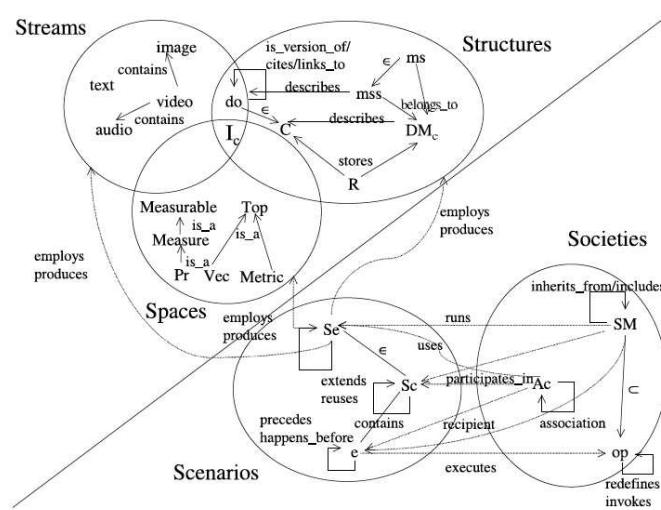 Streams
Structures
image
is_version_of/
cites/links_to
∈
ms
text
contains
describes
mss
video
do
∈
belongs_to
audio
contains
describes
C
DMc
Ic
stores
R
Measurable
Top
is_a
Measure
is_a
is_a
Pr
Vec
Metric
employs
produces
employs
produces
Spaces
Societies
inherits_from/includes
employs
produces
Se
runs
SM
uses
∈
extends
reuses
Sc
participates_in
Ac
⊂
precedes
happens_before
contains
recipient
association
e
op
executes
Scenarios
redefines
invokes